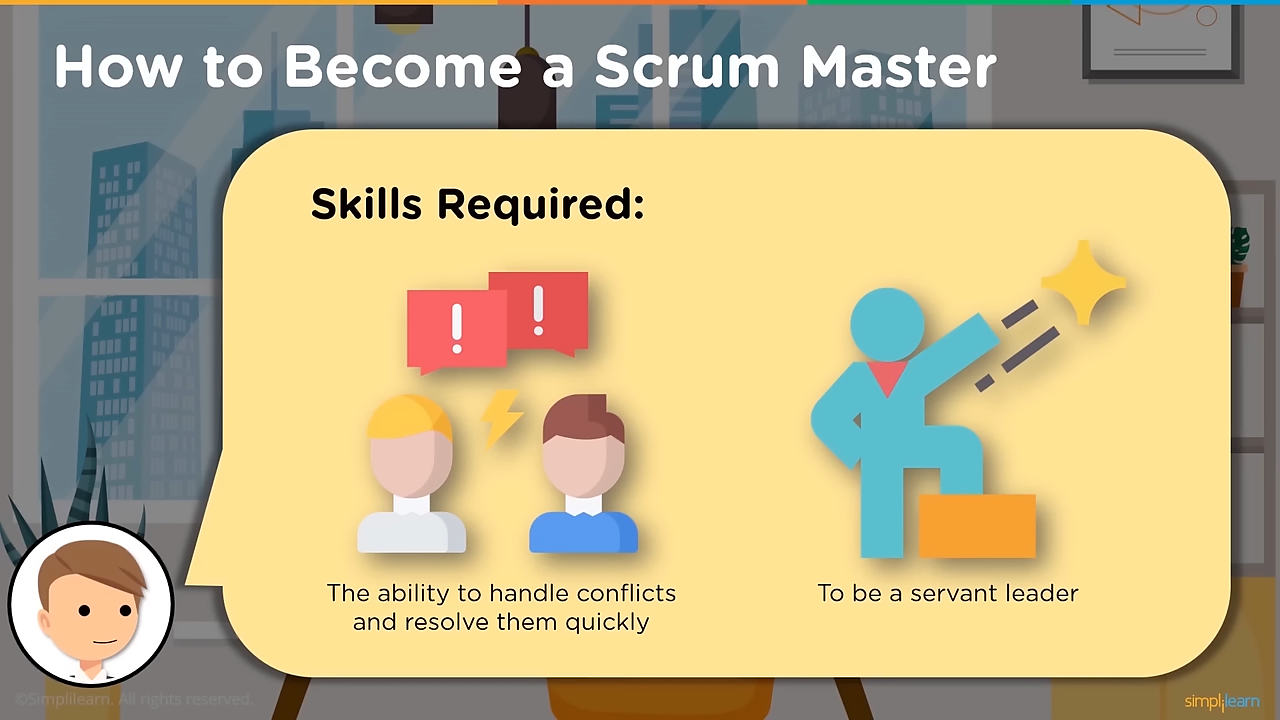 How to Become a Scrum Master
Skills Required:
The ability to handle conflicts
and resolve them quickly
To be a servant leader
©Simplilearn. All rights reserved.
simplilearn